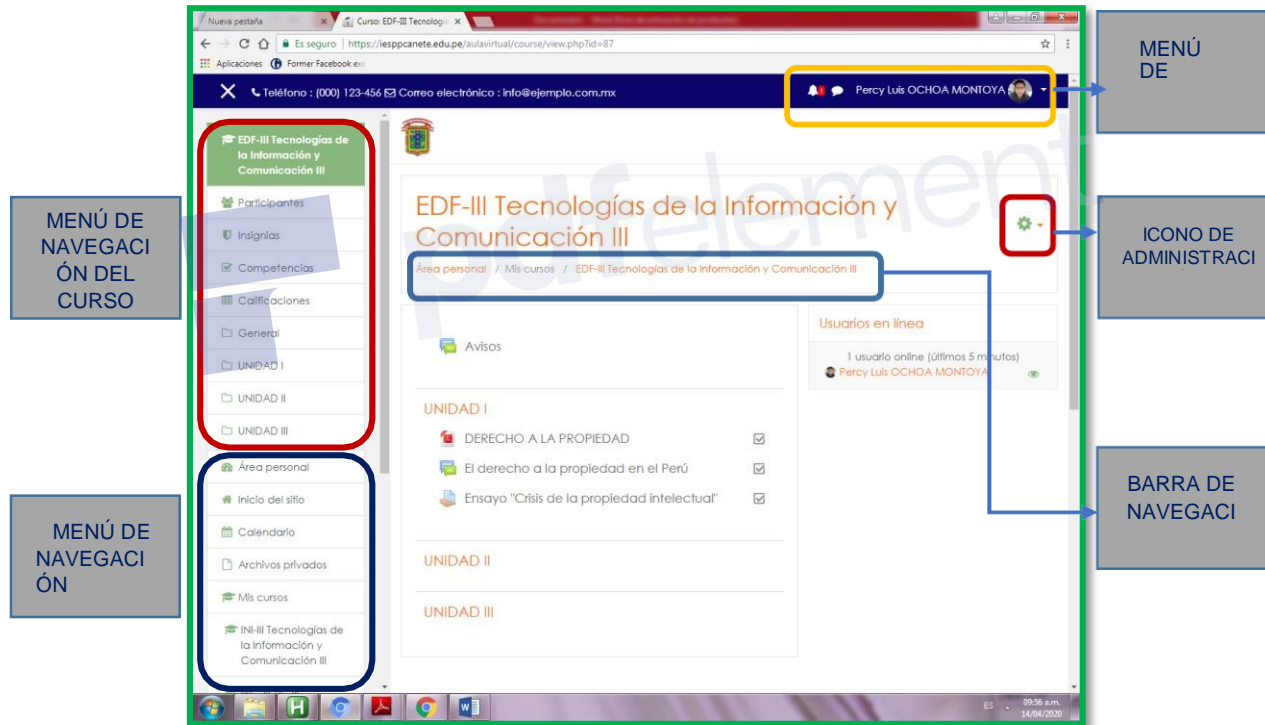 Nueva pestaña
Curso: EDF-III Tecnologí
Es seguro | https://iesppcanete.edu.pe/aulavirtual/course/view.php?id=87
Aplicaciones
Former Facebook exe
Teléfono : (000) 123-456
Correo electrónico : info@ejemplo.com.mx
Percy Luis OCHOA MONTOYA
MENÚ
DE
EDF-III Tecnologías de
la Información y
Comunicación III
Participantes
Insignias
Competencias
Calificaciones
General
UNIDAD I
UNIDAD II
UNIDAD III
MENÚ DE
NAVEGACI
ÓN DEL
CURSO
pdfelement
EDF-III Tecnologías de la Información y
Comunicación III
Área personal / Mis cursos / EDF-III Tecnologías de la Información y Comunicación III
ICONO DE
ADMINISTRACI
Avisos
UNIDAD I
DERECHO A LA PROPIEDAD
El derecho a la propiedad en el Perú
Ensayo "Crisis de la propiedad intelectual"
UNIDAD II
UNIDAD III
Usuarios en línea
1 usuario online (últimos 5 minutos)
Percy Luis OCHOA MONTOYA
BARRA DE
NAVEGACI
Área personal
Inicio del sitio
Calendario
Archivos privados
Mis cursos
INI-III Tecnologías de
la Información y
Comunicación III
MENÚ DE
NAVEGACI
ÓN
ES
09:56 a.m.
14/04/2020